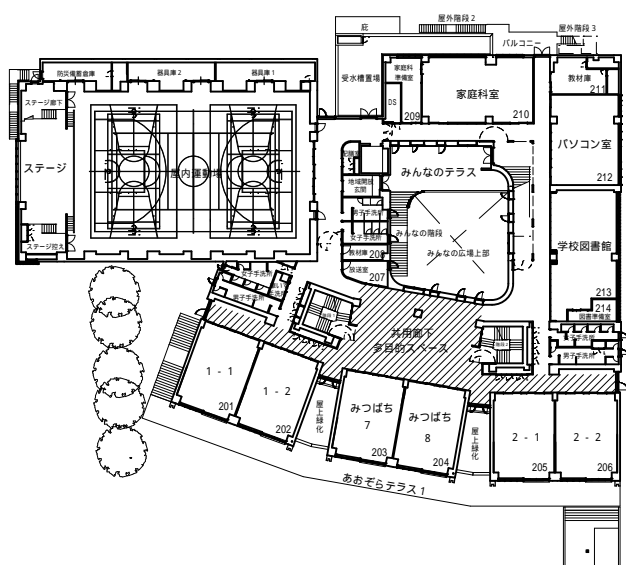 庇
屋外階段 2
屋外階段 3
バルコニー
防災備蓄倉庫
器具庫 2
器具庫 1
受水槽置場
家庭科
準備室
DS
209
家庭科室
210
教材庫
211
パソコン室
212
ステージ廊下
ステージ
屋内運動場
ステージ控え
地域開放
玄関
男子手洗所
女子手洗所
教材庫
208
放送室
207
みんなのテラス
みんなの階段
みんなの広場上部
学校図書館
213
214
図書準備室
女子手洗所
男子手洗所
女子手洗所
男子手洗所
共用廊下
多目的スペース
1 - 1
201
1 - 2
202
屋上緑化
みつばち
7
203
みつばち
8
204
屋上緑化
2 - 1
205
2 - 2
206
あおぞらテラス 1